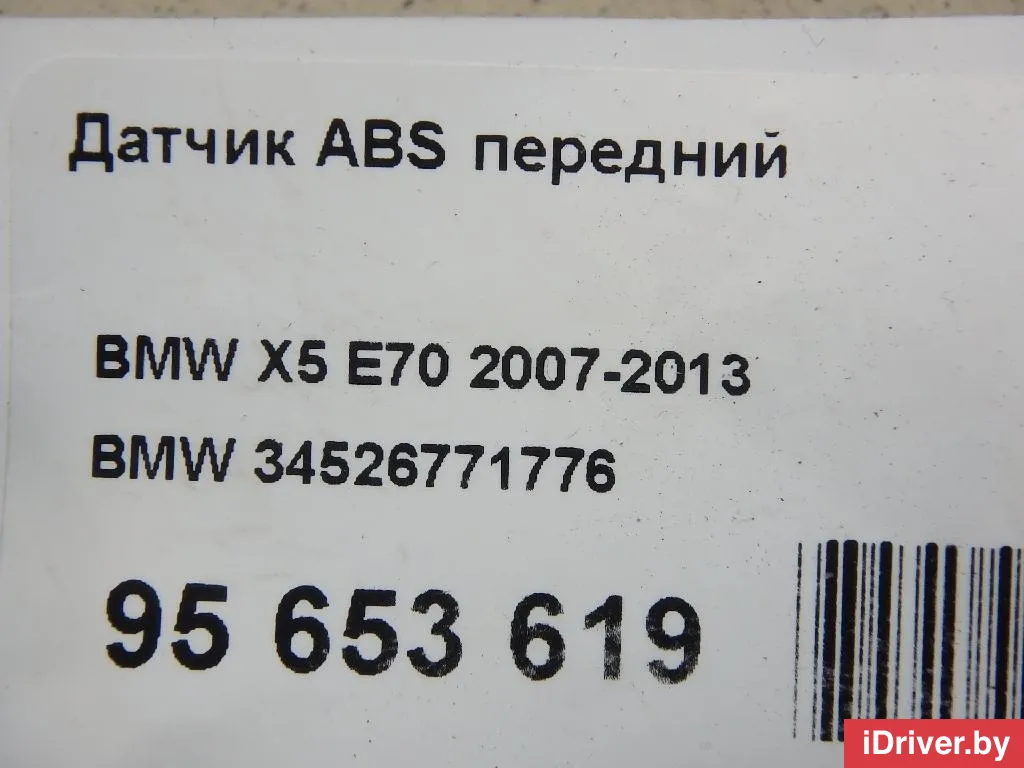 Датчик ABS передний
BMW X5 E70 2007-2013
BMW 34526771776
95 653 619
iDriver.by